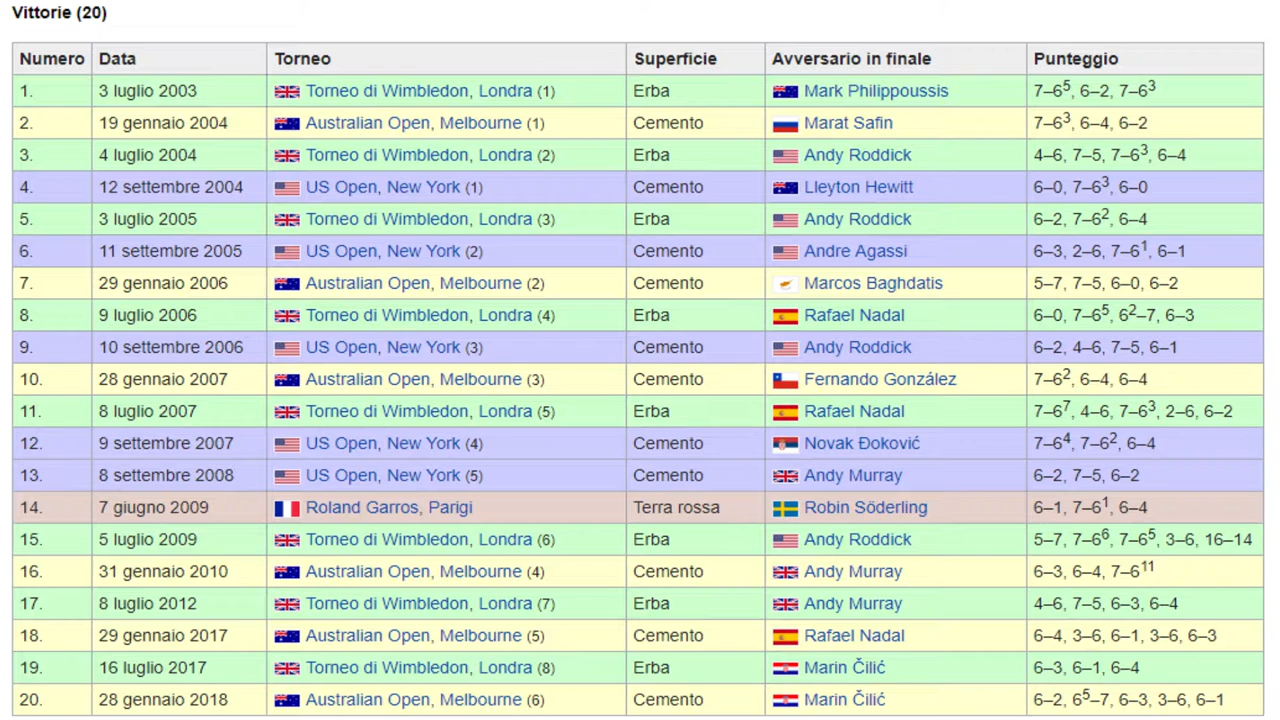 Vittorie (20)
Numero Data Torneo Superficie Avversario in finale Punteggio
1. 3 luglio 2003 Torneo di Wimbledon, Londra (1) Erba Mark Philippoussis 7–6⁵, 6–2, 7–6³
2. 19 gennaio 2004 Australian Open, Melbourne (1) Cemento Marat Safin 7–6³, 6–4, 6–2
3. 4 luglio 2004 Torneo di Wimbledon, Londra (2) Erba Andy Roddick 4–6, 7–5, 7–6³, 6–4
4. 12 settembre 2004 US Open, New York (1) Cemento Lleyton Hewitt 6–0, 7–6³, 6–0
5. 3 luglio 2005 Torneo di Wimbledon, Londra (3) Erba Andy Roddick 6–2, 7–6², 6–4
6. 11 settembre 2005 US Open, New York (2) Cemento Andre Agassi 6–3, 2–6, 7–6¹, 6–1
7. 29 gennaio 2006 Australian Open, Melbourne (2) Cemento Marcos Baghdatis 5–7, 7–5, 6–0, 6–2
8. 9 luglio 2006 Torneo di Wimbledon, Londra (4) Erba Rafael Nadal 6–0, 7–6⁵, 6²–7, 6–3
9. 10 settembre 2006 US Open, New York (3) Cemento Andy Roddick 6–2, 4–6, 7–5, 6–1
10. 28 gennaio 2007 Australian Open, Melbourne (3) Cemento Fernando González 7–6², 6–4, 6–4
11. 8 luglio 2007 Torneo di Wimbledon, Londra (5) Erba Rafael Nadal 7–6⁷, 4–6, 7–6³, 2–6, 6–2
12. 9 settembre 2007 US Open, New York (4) Cemento Novak Đoković 7–6⁴, 7–6², 6–4
13. 8 settembre 2008 US Open, New York (5) Cemento Andy Murray 6–2, 7–5, 6–2
14. 7 giugno 2009 Roland Garros, Parigi Terra rossa Robin Söderling 6–1, 7–6¹, 6–4
15. 5 luglio 2009 Torneo di Wimbledon, Londra (6) Erba Andy Roddick 5–7, 7–6⁶, 7–6⁵, 3–6, 16–14
16. 31 gennaio 2010 Australian Open, Melbourne (4) Cemento Andy Murray 6–3, 6–4, 7–6¹¹
17. 8 luglio 2012 Torneo di Wimbledon, Londra (7) Erba Andy Murray 4–6, 7–5, 6–3, 6–4
18. 29 gennaio 2017 Australian Open, Melbourne (5) Cemento Rafael Nadal 6–4, 3–6, 6–1, 3–6, 6–3
19. 16 luglio 2017 Torneo di Wimbledon, Londra (8) Erba Marin Čilić 6–3, 6–1, 6–4
20. 28 gennaio 2018 Australian Open, Melbourne (6) Cemento Marin Čilić 6–2, 6⁵–7, 6–3, 3–6, 6–1